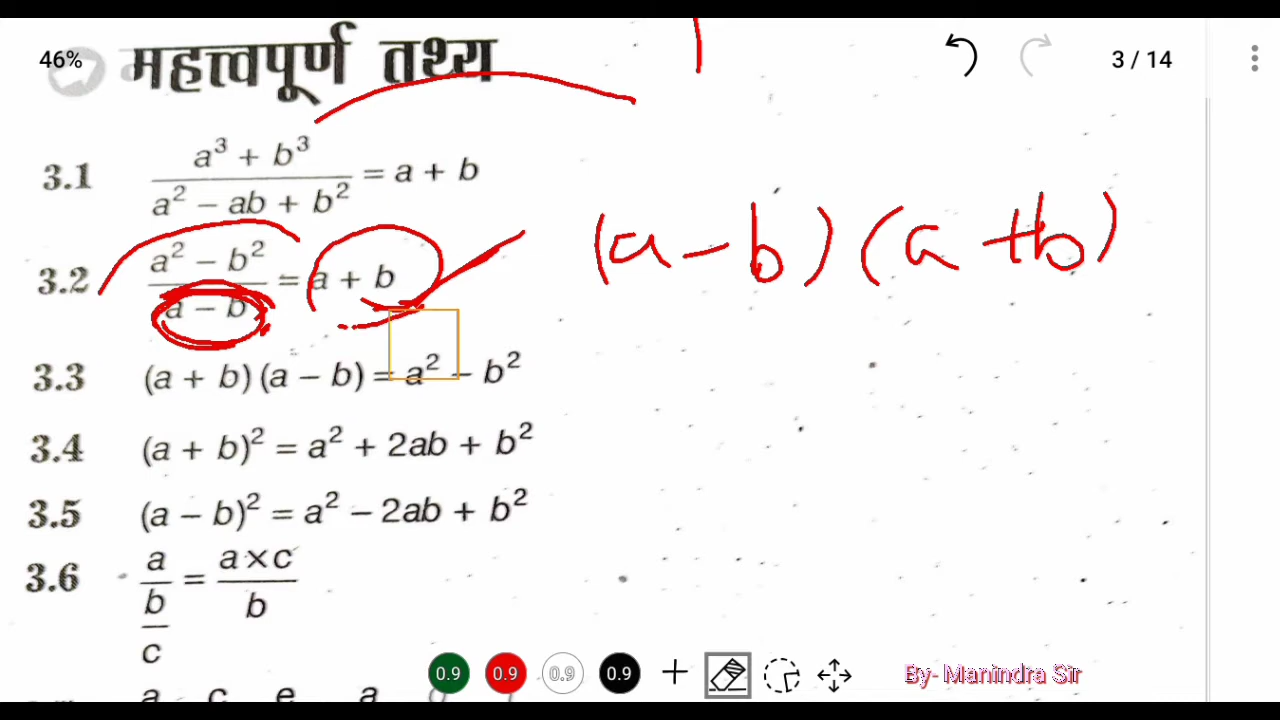 46%
महत्त्वपूर्ण तथ्य
3 / 14
3.1 a³ + b³ / a² − ab + b² = a + b
3.2 a² − b² / a − b = a + b
(a − b) (a + b)
3.3 (a + b) (a − b) = a² − b²
3.4 (a + b)² = a² + 2ab + b²
3.5 (a − b)² = a² − 2ab + b²
3.6 a / b / c = a × c / b
0.9 0.9 0.9 0.9
By- Manindra Sir
a c e a